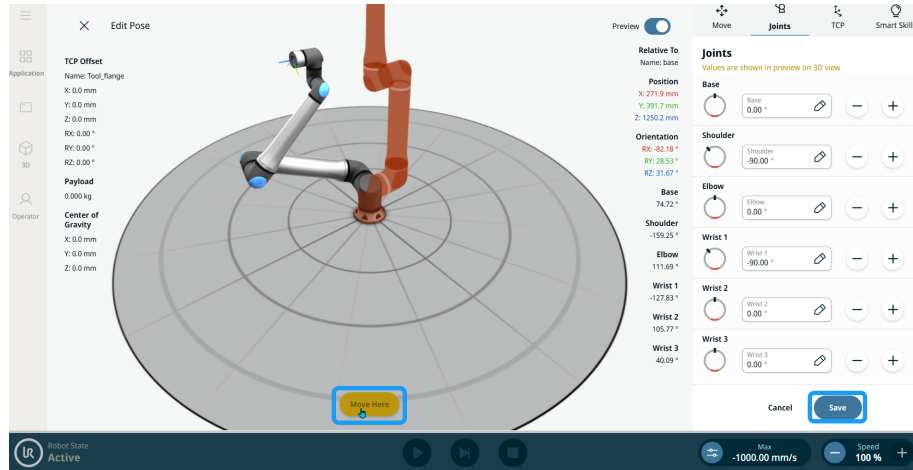 Edit Pose
Preview
Move
Joints
TCP
Smart Skill
Application
3D
Operator
TCP Offset
Name: Tool_flange
X: 0.0 mm
Y: 0.0 mm
Z: 0.0 mm
RX: 0.00 °
RY: 0.00 °
RZ: 0.00 °
Payload
0.000 kg
Center of
Gravity
X: 0.0 mm
Y: 0.0 mm
Z: 0.0 mm
Relative To
Name: base
Position
X: 271.9 mm
Y: 391.7 mm
Z: 1250.2 mm
Orientation
RX: -82.18 °
RY: 28.53 °
RZ: 31.67 °
Base
74.72 °
Shoulder
-159.25 °
Elbow
111.69 °
Wrist 1
-127.83 °
Wrist 2
105.77 °
Wrist 3
40.09 °
Joints
Values are shown in preview on 3D view
Base
Base
0.00 °
Shoulder
Shoulder
-90.00 °
Elbow
Elbow
0.00 °
Wrist 1
Wrist 1
-90.00 °
Wrist 2
Wrist 2
0.00 °
Wrist 3
Wrist 3
0.00 °
Move Here
Cancel
Save
UR
Robot State
Active
Max
-1000.00 mm/s
Speed
100 %